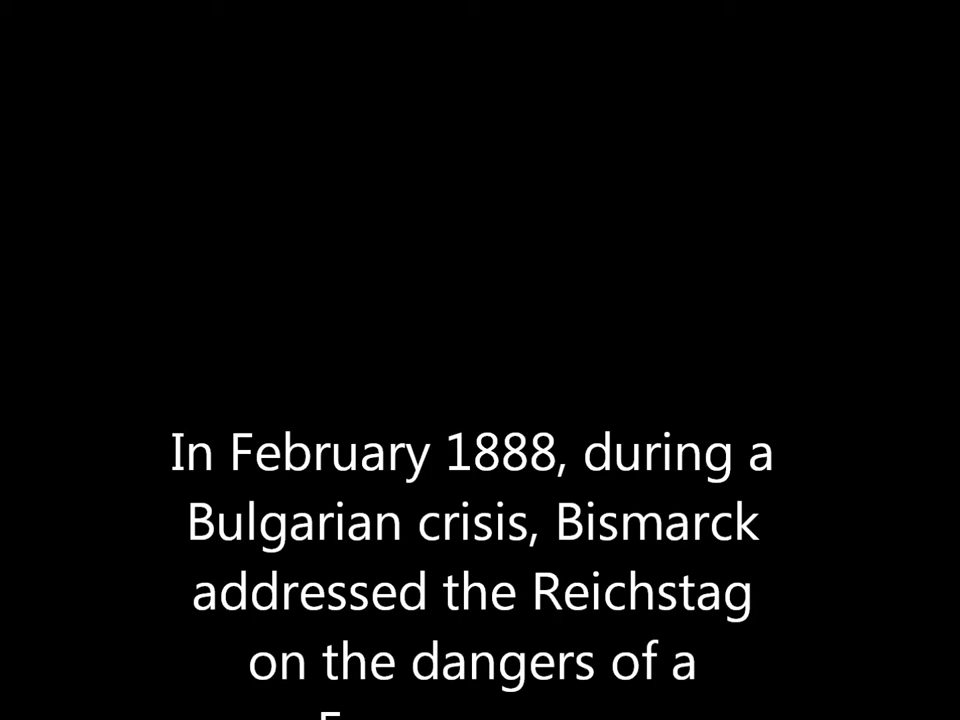 In February 1888, during a
Bulgarian crisis, Bismarck
addressed the Reichstag
on the dangers of a